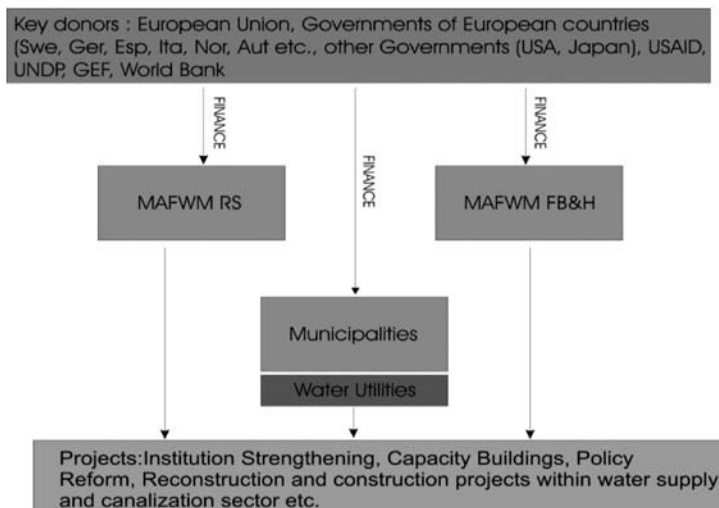 Key donors : European Union, Governments of European countries
(Swe, Ger, Esp, Ita, Nor, Aut etc., other Governments (USA, Japan), USAID,
UNDP, GEF, World Bank
FINANCE
FINANCE
FINANCE
MAFWM RS
MAFWM FB&H
Municipalities
Water Utilities
Projects:Institution Strengthening, Capacity Buildings, Policy
Reform, Reconstruction and construction projects within water supply
and canalization sector etc.